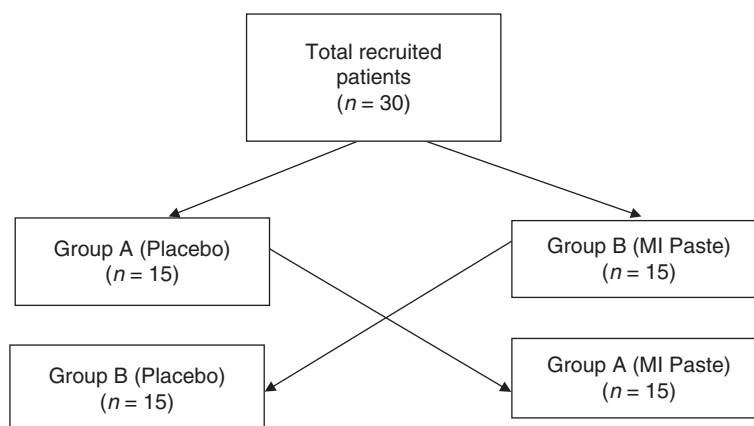 Total recruited
patients
(n = 30)
Group A (Placebo)
(n = 15)
Group B (MI Paste)
(n = 15)
Group B (Placebo)
(n = 15)
Group A (MI Paste)
(n = 15)